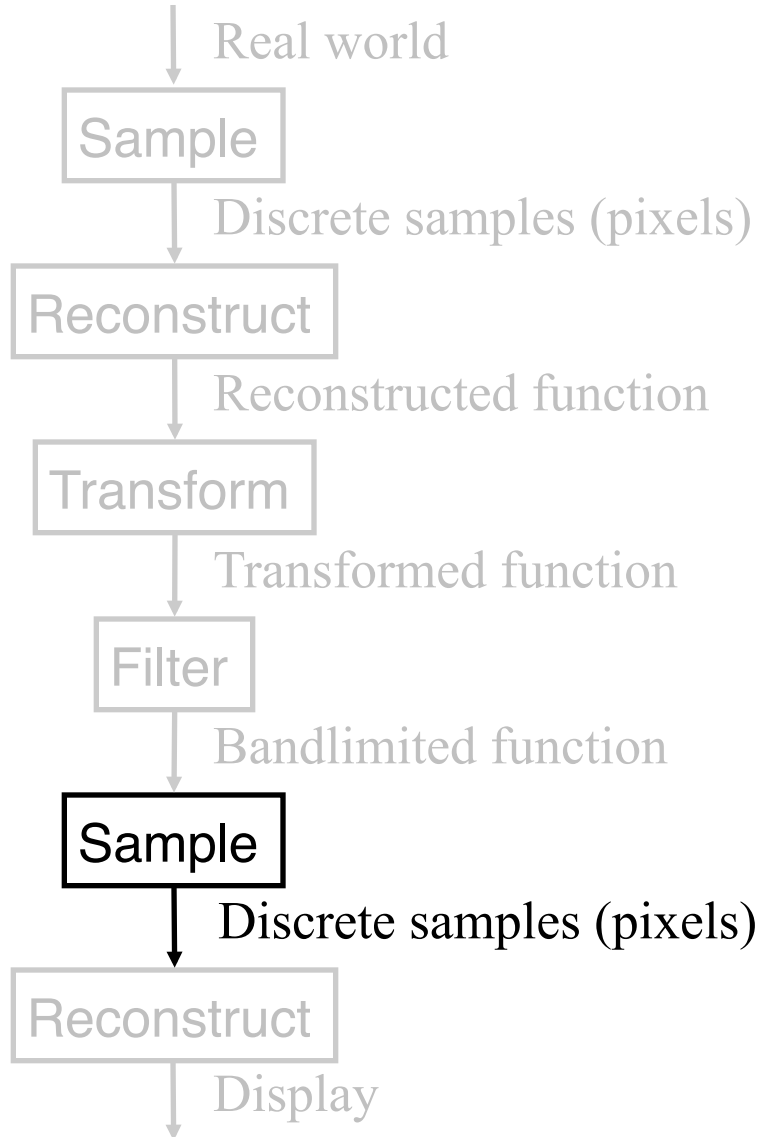 Real world
Sample
Discrete samples (pixels)
Reconstruct
Reconstructed function
Transform
Transformed function
Filter
Bandlimited function
Sample
Discrete samples (pixels)
Reconstruct
Display